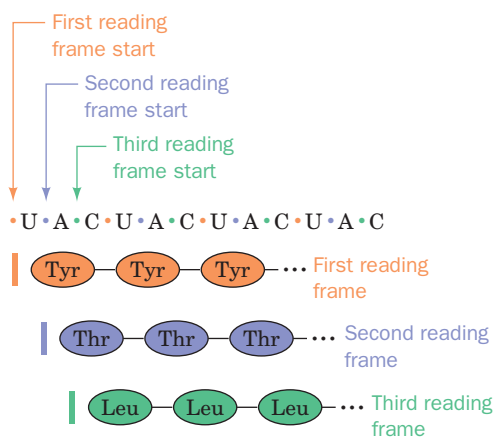 First reading
frame start
Second reading
frame start
Third reading
frame start
·U·A·C·U·A·C·U·A·C·U·A·C
Tyr Tyr Tyr ... First reading
frame
Thr Thr Thr ... Second reading
frame
Leu Leu Leu ... Third reading
frame